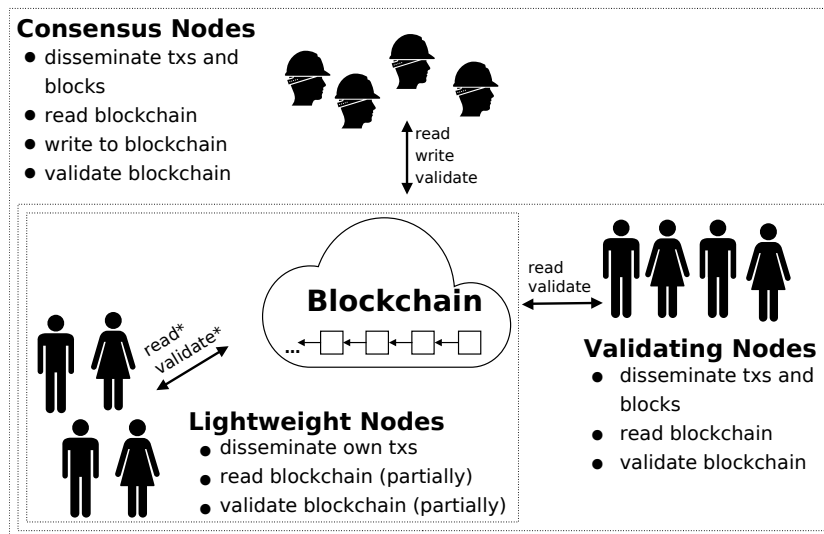 Consensus Nodes
● disseminate txs and
blocks
● read blockchain
● write to blockchain
● validate blockchain
read
write
validate
read
validate
Blockchain
...
read*
validate*
Validating Nodes
● disseminate txs and
blocks
● read blockchain
● validate blockchain
Lightweight Nodes
● disseminate own txs
● read blockchain (partially)
● validate blockchain (partially)